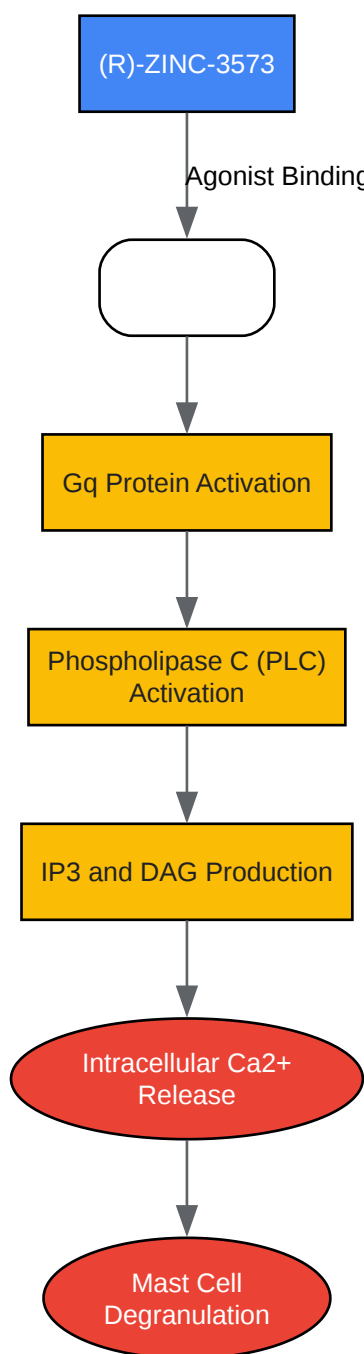 (R)-ZINC-3573
Agonist Binding
Gq Protein Activation
Phospholipase C (PLC)
Activation
IP3 and DAG Production
Intracellular Ca2+
Release
Mast Cell
Degranulation